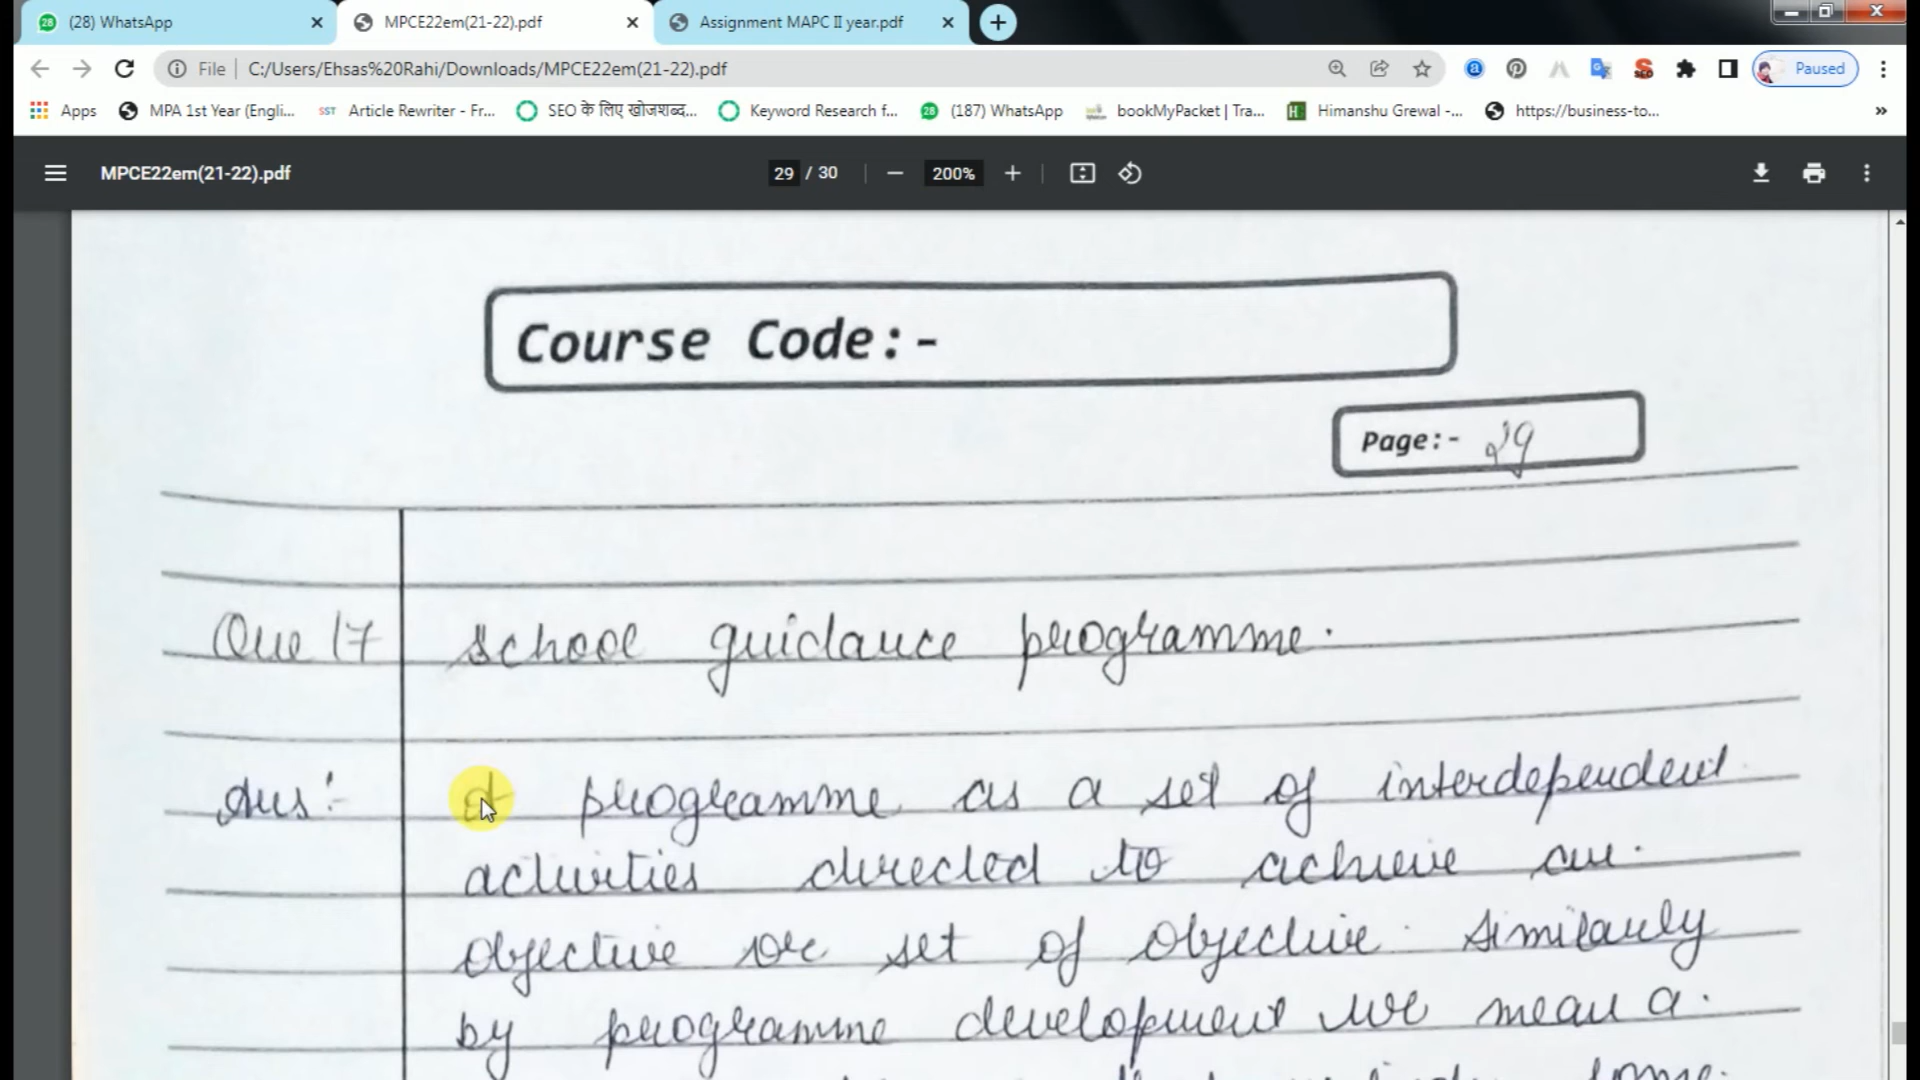 (28) WhatsApp
MPCE22em(21-22).pdf
Assignment MAPC II year.pdf
File
C:/Users/Ehsas%20Rahi/Downloads/MPCE22em(21-22).pdf
Paused
Apps
MPA 1st Year (Engli...
SST Article Rewriter - Fr...
SEO के लिए खोजशब्द...
Keyword Research f...
(187) WhatsApp
bookMyPacket | Tra...
Himanshu Grewal -...
https://business-to...
»
MPCE22em(21-22).pdf
29 / 30
200%
Course Code:-
Page:- 29
Que 17 School guidance programme.
Ans:- A programme as a set of interdependent
activities directed to achieve an
objective or set of objective. Similarly
by programme development we mean a